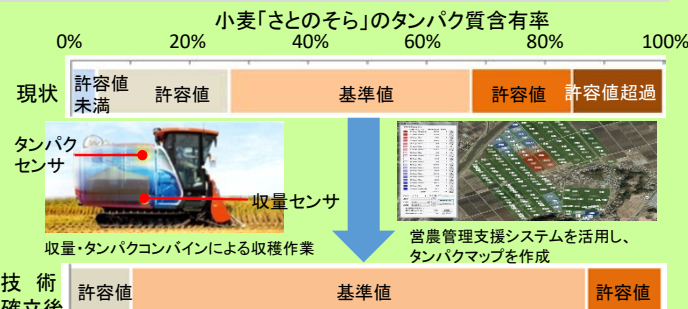 小麦「さとのそら」のタンパク質含有率
0% 20% 40% 60% 80% 100%
現状
許容値
未満
許容値
基準値
許容値
許容値超過
タンパク
センサ
収量センサ
収量・タンパクコンバインによる収穫作業
営農管理支援システムを活用し、
タンパクマップを作成
技 術
確立後
許容値
基準値
許容値